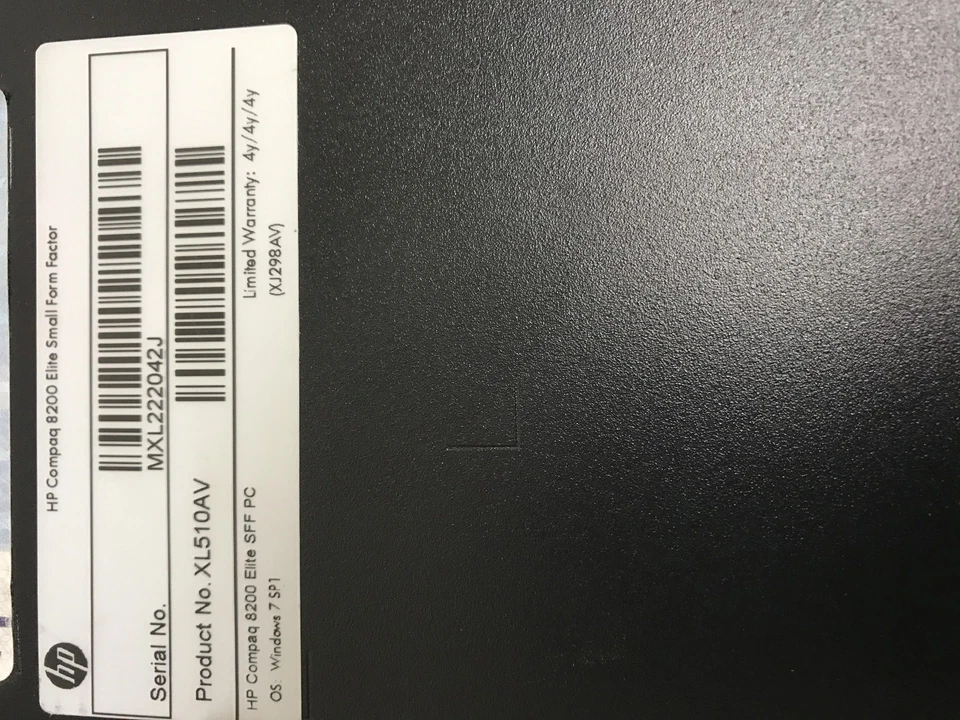 hp
HP Compaq 8200 Elite Small Form Factor
Serial No.
MXL222042J
Product No. XL510AV
HP Compaq 8200 Elite SFF PC
Limited Warranty: 4y/4y/4y
OS: Windows 7 SP1
(XJ298AV)